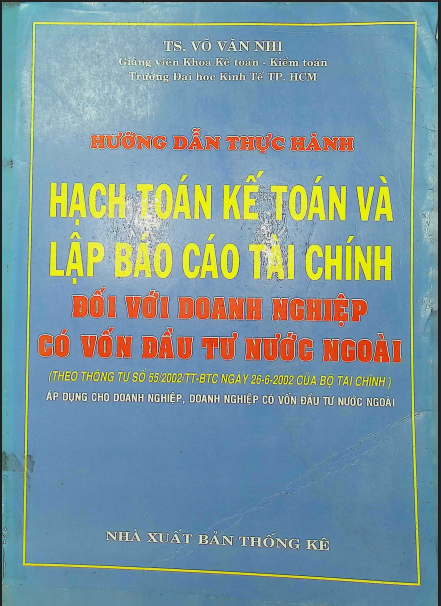 TS. VÕ VĂN NHỊ
Giảng viên Khoa Kế toán - Kiểm toán
Trường Đại học Kinh Tế TP. HCM
HƯỚNG DẪN THỰC HÀNH
HẠCH TOÁN KẾ TOÁN VÀ
LẬP BÁO CÁO TÀI CHÍNH
ĐỐI VỚI DOANH NGHIỆP
CÓ VỐN ĐẦU TƯ NƯỚC NGOÀI
(THEO THÔNG TƯ SỐ 55/2002/TT-BTC NGÀY 26-6-2002 CỦA BỘ TÀI CHÍNH)
ÁP DỤNG CHO DOANH NGHIỆP, DOANH NGHIỆP CÓ VỐN ĐẦU TƯ NƯỚC NGOÀI
NHÀ XUẤT BẢN THỐNG KÊ